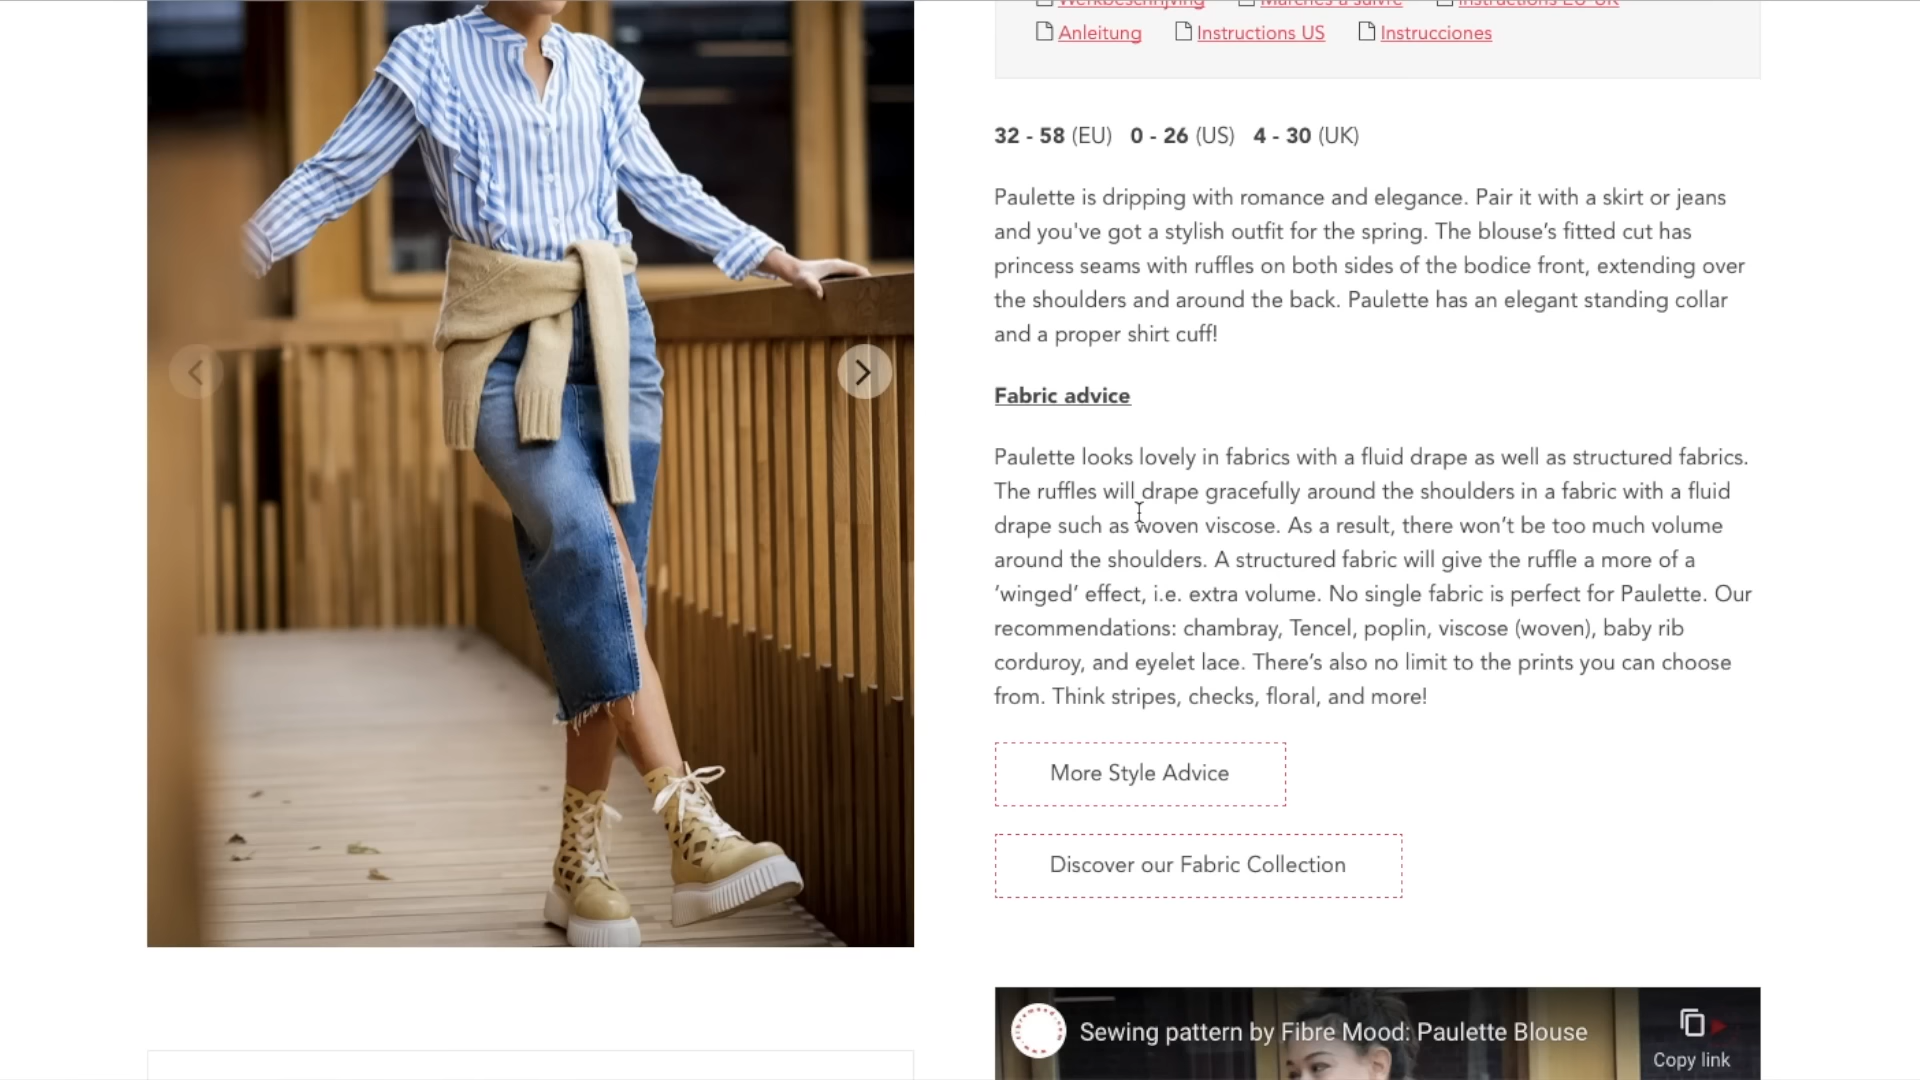 Werkbeschrijving Marches à suivre Instructions EU-UK
Anleitung Instructions US Instrucciones
32 - 58 (EU) 0 - 26 (US) 4 - 30 (UK)
Paulette is dripping with romance and elegance. Pair it with a skirt or jeans
and you've got a stylish outfit for the spring. The blouse’s fitted cut has
princess seams with ruffles on both sides of the bodice front, extending over
the shoulders and around the back. Paulette has an elegant standing collar
and a proper shirt cuff!
Fabric advice
Paulette looks lovely in fabrics with a fluid drape as well as structured fabrics.
The ruffles will drape gracefully around the shoulders in a fabric with a fluid
drape such as woven viscose. As a result, there won’t be too much volume
around the shoulders. A structured fabric will give the ruffle a more of a
‘winged’ effect, i.e. extra volume. No single fabric is perfect for Paulette. Our
recommendations: chambray, Tencel, poplin, viscose (woven), baby rib
corduroy, and eyelet lace. There’s also no limit to the prints you can choose
from. Think stripes, checks, floral, and more!
More Style Advice
Discover our Fabric Collection
Sewing pattern by Fibre Mood: Paulette Blouse
Copy link